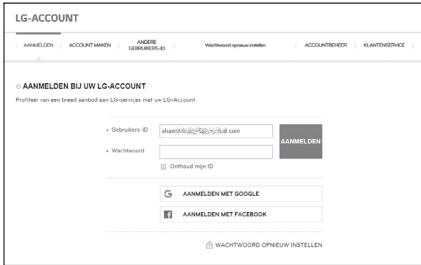 LG-ACCOUNT
AANMELDEN
ACCOUNT MAKEN
ANDERE
GEBRUIKERS-ID
Wachtwoord opnieuw instellen
ACCOUNTBEHEER
KLANTENSERVICE
AANMELDEN BIJ UW LG-ACCOUNT
Profiteer van een breed aanbod aan LG-services met uw LG-Account.
Gebruikers-ID
AANMELDEN
Wachtwoord
Onthoud mijn ID
G AANMELDEN MET GOOGLE
f AANMELDEN MET FACEBOOK
WACHTWOORD OPNIEUW INSTELLEN